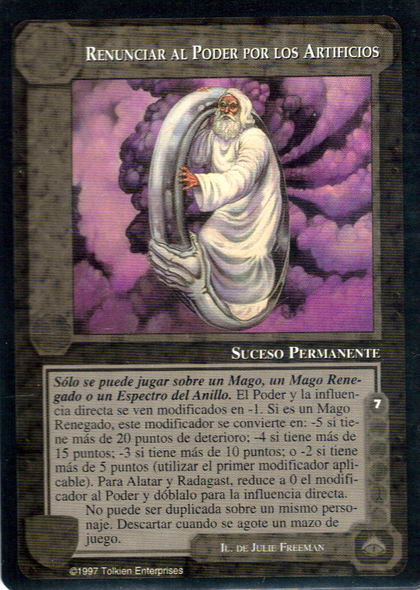 Renunciar al Poder por los Artificios
Suceso Permanente
Sólo se puede jugar sobre un Mago, un Mago Rene-
gado o un Espectro del Anillo. El Poder y la influen-
cia directa se ven modificados en -1. Si es un Mago
Renegado, este modificador se convierte en: -5 si tie-
ne más de 20 puntos de deterioro; -4 si tiene más de
15 puntos; -3 si tiene más de 10 puntos; o -2 si tiene
más de 5 puntos (utilizar el primer modificador apli-
cable). Para Alatar y Radagast, reduce a 0 el modifi-
cador al Poder y dóblalo para la influencia directa.
No puede ser duplicada sobre un mismo perso-
naje. Descartar cuando se agote un mazo de
juego.
7
Il. de Julie Freeman
©1997 Tolkien Enterprises